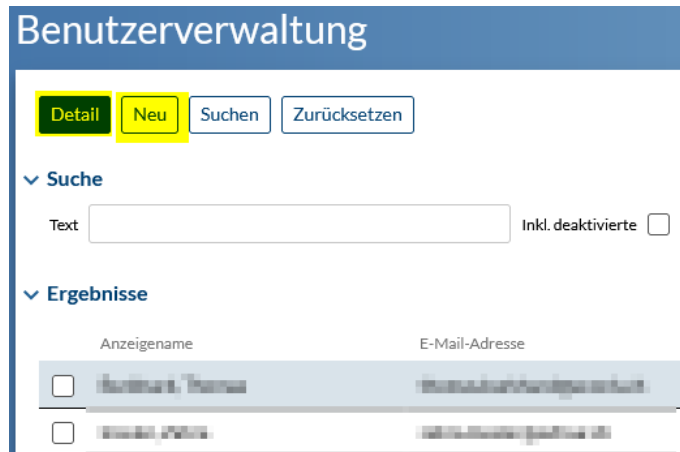 Benutzerverwaltung
Detail Neu Suchen Zurücksetzen
Suche
Text Inkl. deaktivierte
Ergebnisse
Anzeigename E-Mail-Adresse